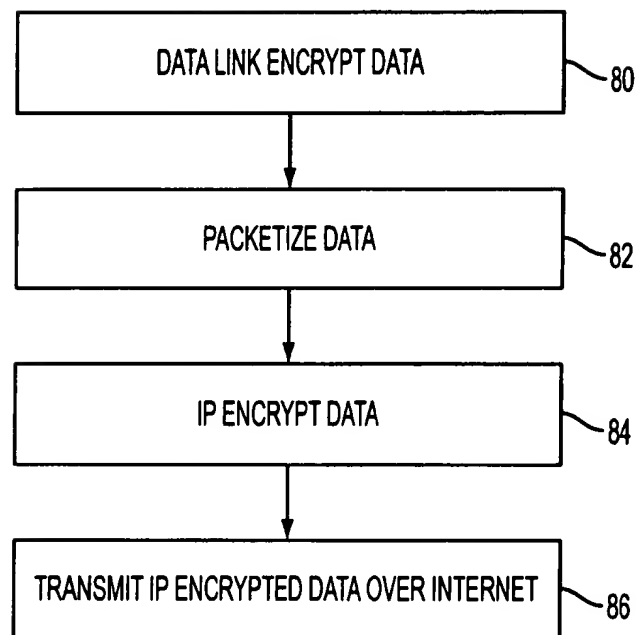 DATA LINK ENCRYPT DATA
80
PACKETIZE DATA
82
IP ENCRYPT DATA
84
TRANSMIT IP ENCRYPTED DATA OVER INTERNET
86